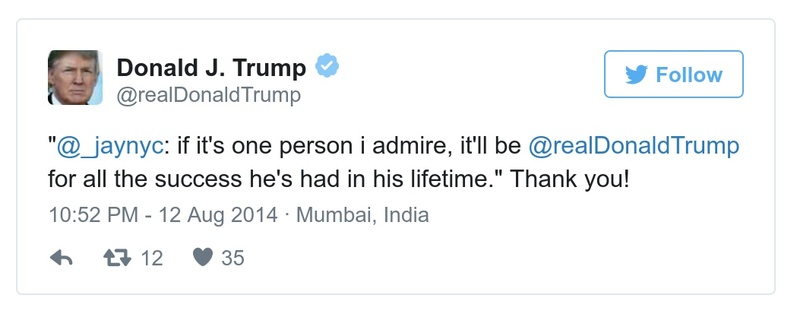 Donald J. Trump
@realDonaldTrump
Follow
"@_jaynyc: if it's one person i admire, it'll be @realDonaldTrump
for all the success he's had in his lifetime." Thank you!
10:52 PM - 12 Aug 2014 · Mumbai, India
12 35